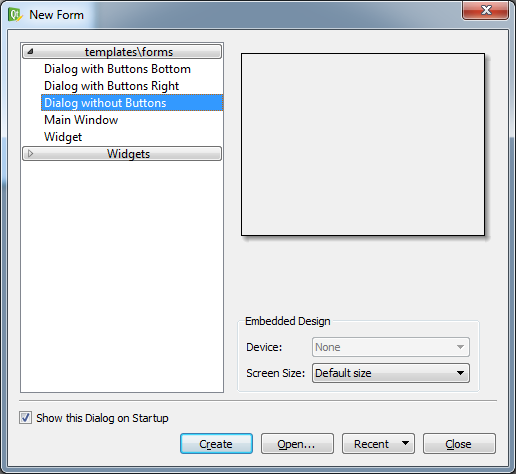 New Form
templates\forms
Dialog with Buttons Bottom
Dialog with Buttons Right
Dialog without Buttons
Main Window
Widget
Widgets
Embedded Design
Device: None
Screen Size: Default size
Show this Dialog on Startup
Create Open... Recent Close